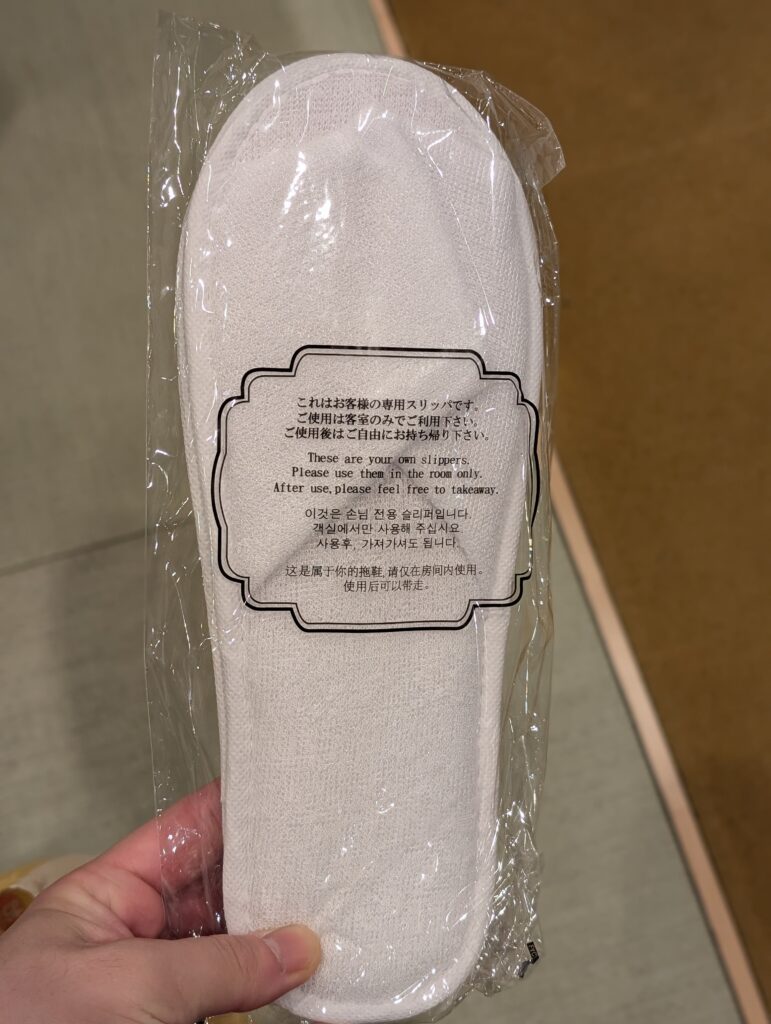 これはお客様の専用スリッパです。
ご使用は客室のみでご利用下さい。
ご使用後はご自由にお持ち帰り下さい。
These are your own slippers.
Please use them in the room only.
After use,please feel free to takeaway.
이것은 손님 전용 슬리퍼입니다.
객실에서만 사용해 주십시요
사용후, 가져가셔도 됩니다.
这是属于你的拖鞋,请仅在房间内使用。
使用后可以带走。